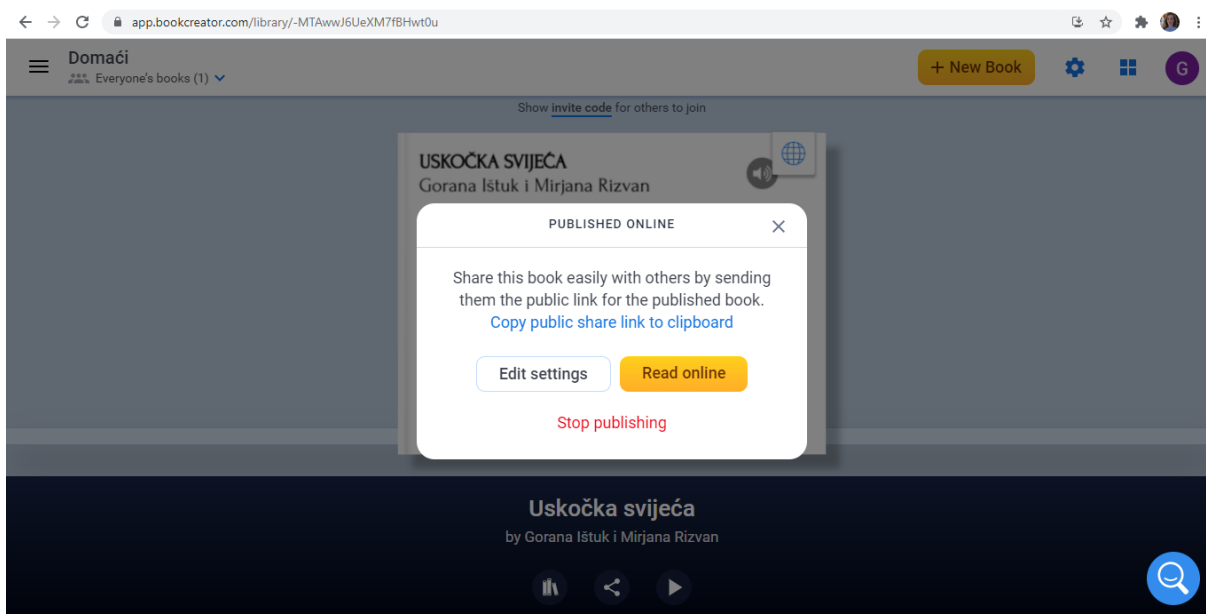 app.bookcreator.com/library/-MTAwwJ6UeXM7fBHwt0u
Domaći
Everyone's books (1)
+ New Book
G
Show invite code for others to join
USKOČKA SVIJEĆA
Gorana Ištuk i Mirjana Rizvan
PUBLISHED ONLINE
Share this book easily with others by sending
them the public link for the published book.
Copy public share link to clipboard
Edit settings
Read online
Stop publishing
Uskočka svijeća
by Gorana Ištuk i Mirjana Rizvan